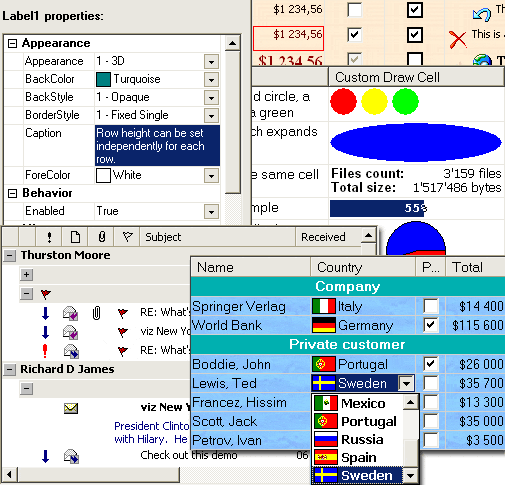 Label1 properties:
Appearance
Appearance 1 - 3D
BackColor Turquoise
BackStyle 1 - Opaque
BorderStyle 1 - Fixed Single
Caption Row height can be set
independently for each
row.
ForeColor White
Behavior
Enabled True
$1 234,56
$1 234,56 This is
$1 234,56
Custom Draw Cell
d circle, a
a green
ch expands
e same cell
Files count: 3'159 files
Total size: 1'517'486 bytes
mple 55%
Subject Received
Thurston Moore
RE: What's
viz New Yo
RE: What's
Richard D James
viz New Y
President Clinto
with Hilary. He
Check out this demo 06
Name Country P... Total
Company
Springer Verlag Italy $14 400
World Bank Germany $115 600
Private customer
Boddie, John Portugal $26 000
Lewis, Ted Sweden $35 700
Francez, Hissim Mexico $13 300
Scott, Jack Portugal $35 000
Petrov, Ivan Russia $3 500
Spain
Sweden